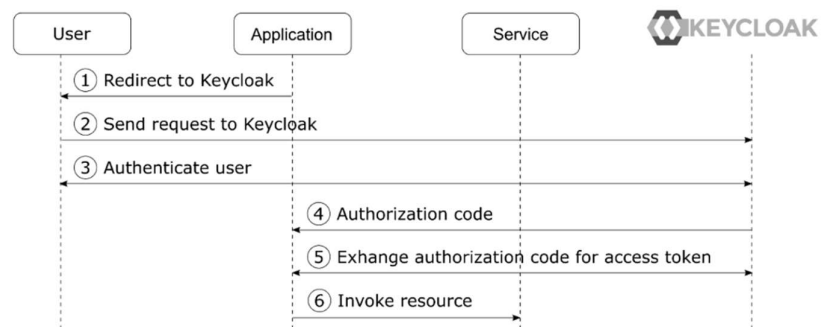 User
Application
Service
KEYCLOAK
1 Redirect to Keycloak
2 Send request to Keycloak
3 Authenticate user
4 Authorization code
5 Exhange authorization code for access token
6 Invoke resource